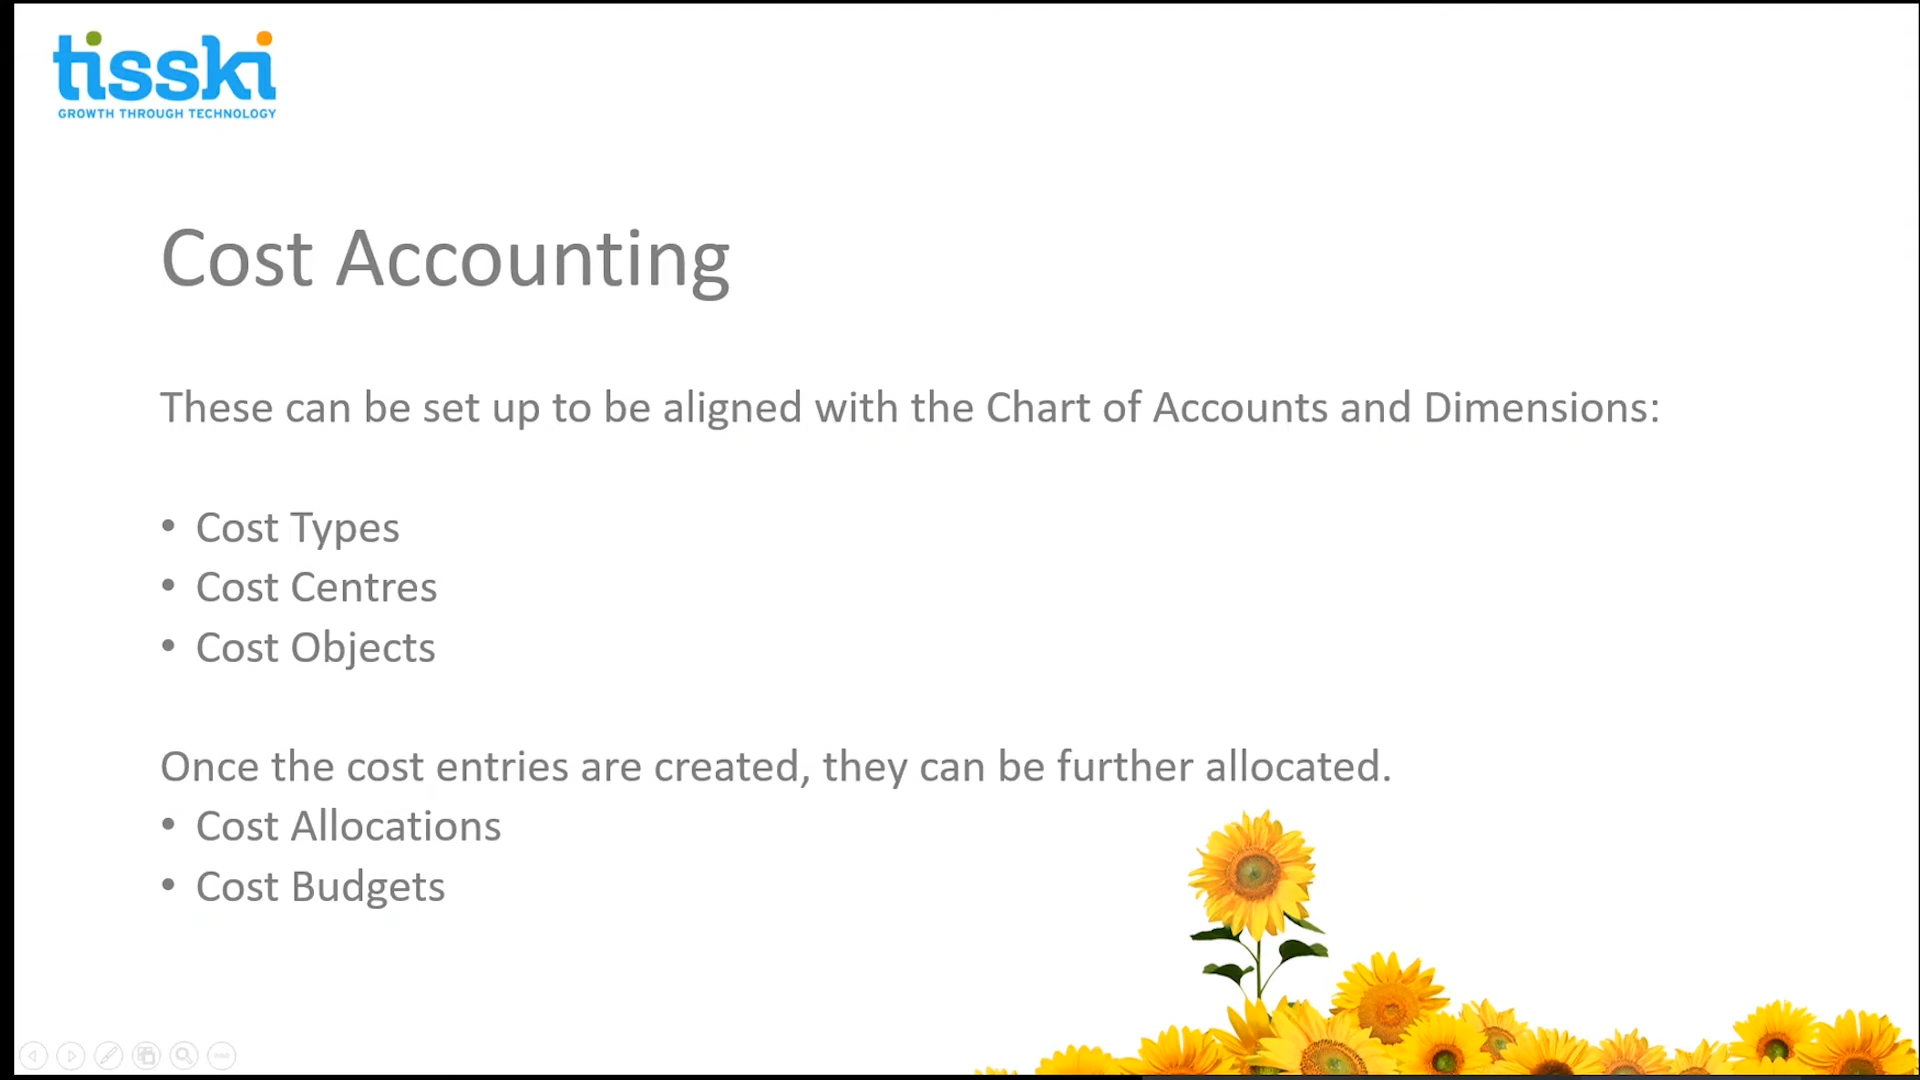 tisski
GROWTH THROUGH TECHNOLOGY
Cost Accounting
These can be set up to be aligned with the Chart of Accounts and Dimensions:
• Cost Types
• Cost Centres
• Cost Objects
Once the cost entries are created, they can be further allocated.
• Cost Allocations
• Cost Budgets